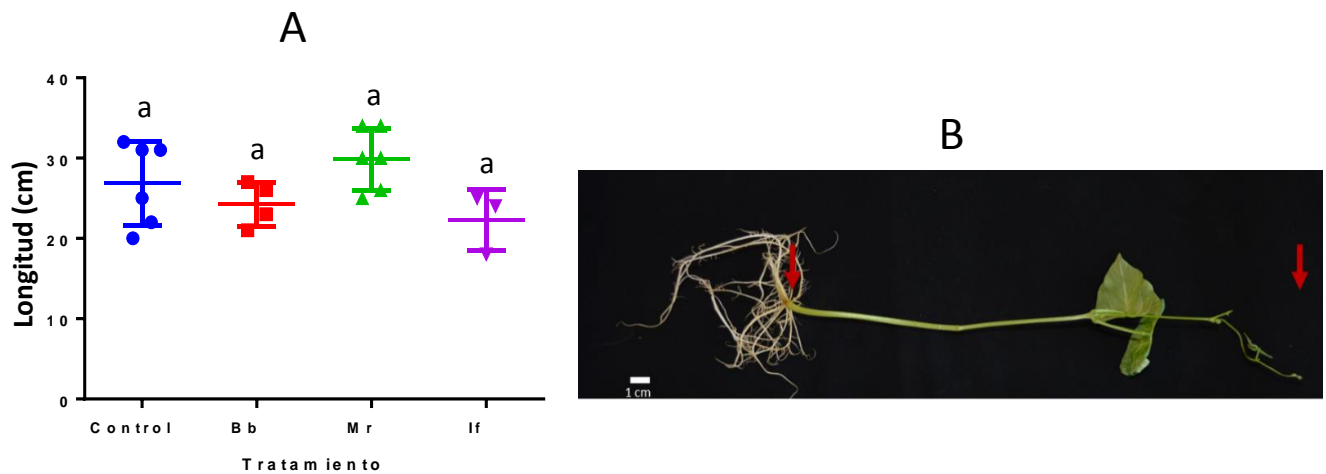 A
40
30
20
10
0
Longitud (cm)
a
a
a
a
Control Bb Mr If
Tratamiento
B
1 cm